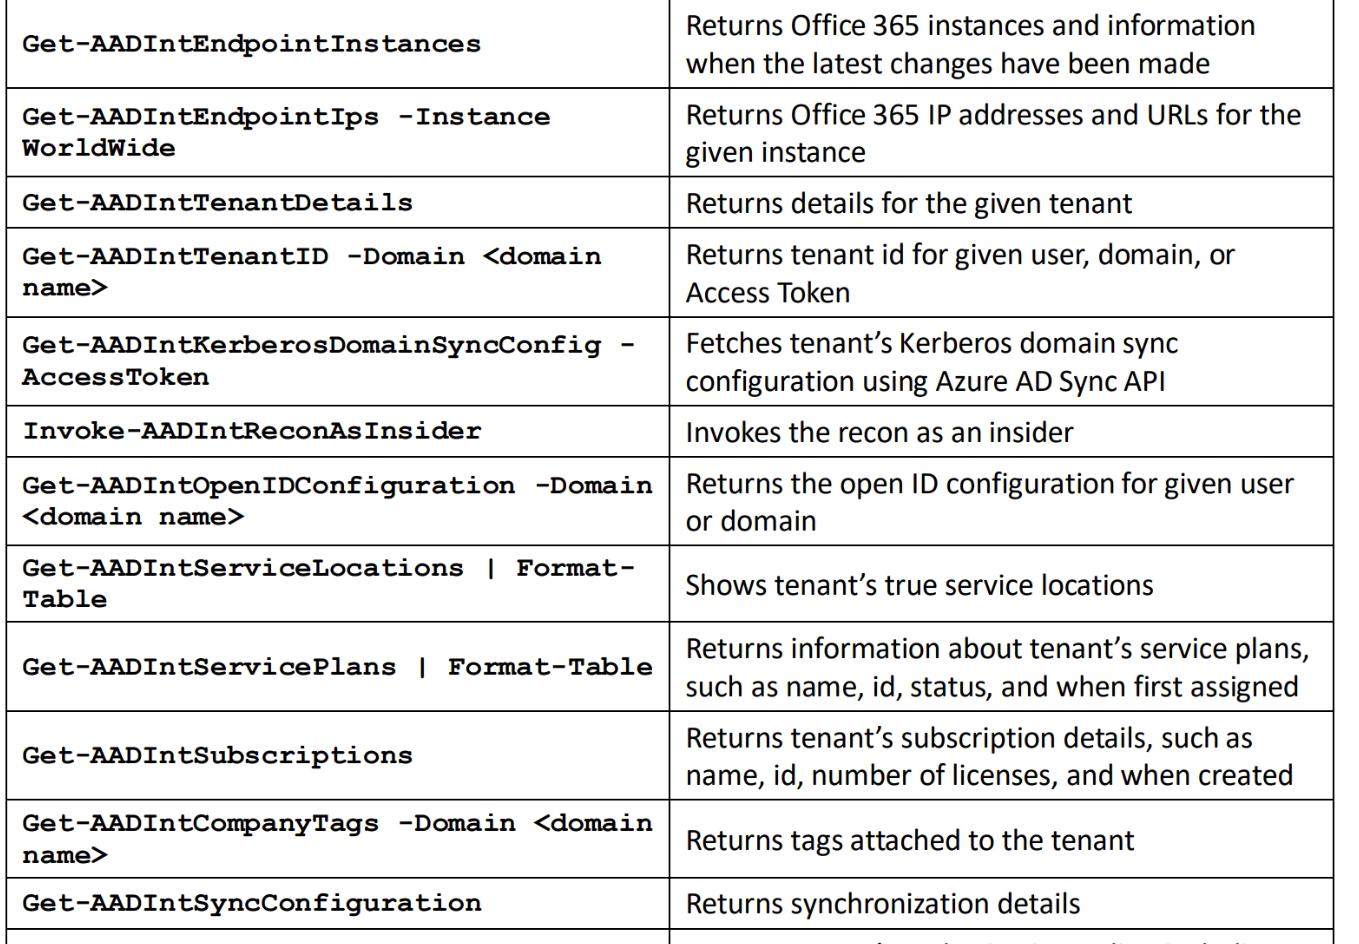 Get-AADIntEndpointInstances
Returns Office 365 instances and information
when the latest changes have been made
Get-AADIntEndpointIps -Instance
WorldWide
Returns Office 365 IP addresses and URLs for the
given instance
Get-AADIntTenantDetails
Returns details for the given tenant
Get-AADIntTenantID -Domain <domain
name>
Returns tenant id for given user, domain, or
Access Token
Get-AADIntKerberosDomainSyncConfig -
AccessToken
Fetches tenant’s Kerberos domain sync
configuration using Azure AD Sync API
Invoke-AADIntReconAsInsider
Invokes the recon as an insider
Get-AADIntOpenIDConfiguration -Domain
<domain name>
Returns the open ID configuration for given user
or domain
Get-AADIntServiceLocations | Format-
Table
Shows tenant’s true service locations
Get-AADIntServicePlans | Format-Table
Returns information about tenant’s service plans,
such as name, id, status, and when first assigned
Get-AADIntSubscriptions
Returns tenant’s subscription details, such as
name, id, number of licenses, and when created
Get-AADIntCompanyTags -Domain <domain
name>
Returns tags attached to the tenant
Get-AADIntSyncConfiguration
Returns synchronization details